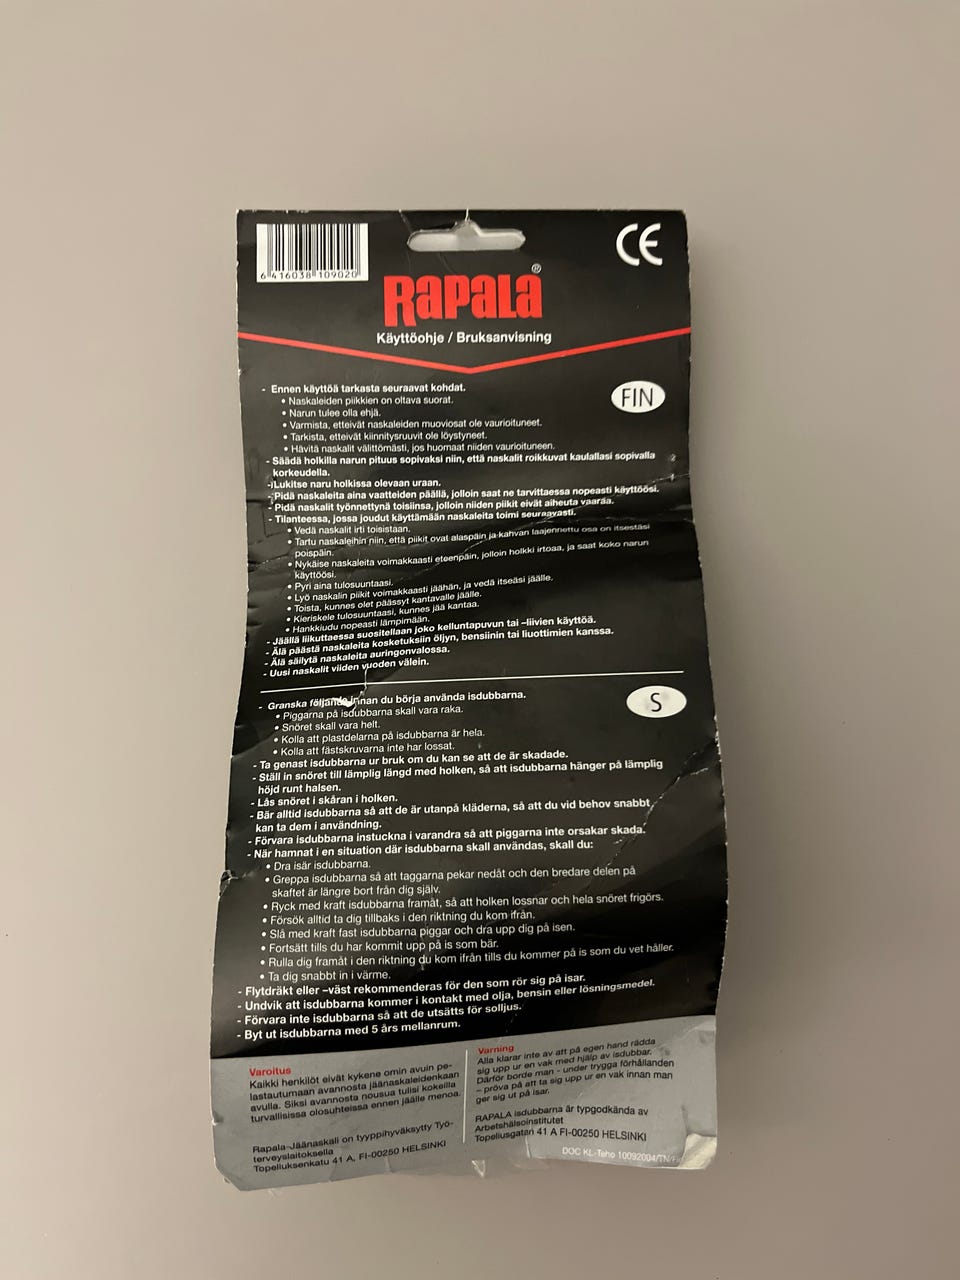 6 416038 109020
CE
RAPALA®
Käyttöohje / Bruksanvisning
FIN
- Ennen käyttöä tarkasta seuraavat kohdat.
• Naskaleiden piikkien on oltava suorat.
• Narun tulee olla ehjä.
• Varmista, etteivät naskaleiden muoviosat ole vaurioituneet.
• Tarkista, etteivät kiinnitysruuvit ole löystyneet.
• Hävitä naskalit välittömästi, jos huomaat niiden vaurioituneen.
- Säädä holkilla narun pituus sopivaksi niin, että naskalit roikkuvat kaulallasi sopivalla
korkeudella.
- Lukitse naru holkissa olevaan uraan.
- Pidä naskaleita aina vaatteiden päällä, jolloin saat ne tarvittaessa nopeasti käyttöösi.
- Pidä naskalit työnnettynä toisiinsa, jolloin niiden piikit eivät aiheuta vaaraa.
- Tilanteessa, jossa joudut käyttämään naskaleita toimi seuraavasti.
• Vedä naskalit irti toisistaan.
• Tartu naskaleihin niin, että piikit ovat alaspäin ja kahvan laajennettu osa on itsestäsi
poispäin.
• Nykäise naskaleita voimakkaasti eteenpäin, jolloin holkki irtoaa, ja saat koko narun
käyttöösi.
• Pyri aina tulosuuntaasi.
• Lyö naskalin piikit voimakkaasti jäähän, ja vedä itseäsi jäälle.
• Toista, kunnes olet päässyt kantavalle jäälle.
• Kieriskele tulosuuntaasi, kunnes jää kantaa.
• Hankkiudu nopeasti lämpimään.
- Jäällä liikuttaessa suositellaan joko kelluntapuvun tai –liivien käyttöä.
- Älä päästä naskaleita kosketuksiin öljyn, bensiinin tai liuottimien kanssa.
- Älä säilytä naskaleita auringonvalossa.
- Uusi naskalit viiden vuoden välein.
S
- Granska följande innan du börja använda isdubbarna.
• Piggarna på isdubbarna skall vara raka.
• Snöret skall vara helt.
• Kolla att plastdelarna på isdubbarna är hela.
• Kolla att fästskruvarna inte har lossat.
- Ta genast isdubbarna ur bruk om du kan se att de är skadade.
- Ställ in snöret till lämplig längd med holken, så att isdubbarna hänger på lämplig
höjd runt halsen.
- Lås snöret i skåran i holken.
- Bär alltid isdubbarna så att de är utanpå kläderna, så att du vid behov snabbt
kan ta dem i användning.
- Förvara isdubbarna instuckna i varandra så att piggarna inte orsakar skada.
- När hamnat i en situation där isdubbarna skall användas, skall du:
• Dra isär isdubbarna.
• Greppa isdubbarna så att taggarna pekar nedåt och den bredare delen på
skaftet är längre bort från dig själv.
• Ryck med kraft isdubbarna framåt, så att holken lossnar och hela snöret frigörs.
• Försök alltid ta dig tillbaks i den riktning du kom ifrån.
• Slå med kraft fast isdubbarna piggar och dra upp dig på isen.
• Fortsätt tills du har kommit upp på is som bär.
• Rulla dig framåt i den riktning du kom ifrån tills du kommer på is som du vet håller.
• Ta dig snabbt in i värme.
- Flytdräkt eller –väst rekommenderas för den som rör sig på isar.
- Undvik att isdubbarna kommer i kontakt med olja, bensin eller lösningsmedel.
- Förvara inte isdubbarna så att de utsätts för solljus.
- Byt ut isdubbarna med 5 års mellanrum.
Varoitus
Kaikki henkilöt eivät kykene omin avuin pe-
lastautumaan avannosta jäänaskaleidenkaan
avulla. Siksi avannosta nousua tulisi kokeilla
turvallisissa olosuhteissa ennen jäälle menoa.
Rapala-Jäänaskali on tyyppihyväksytty Työ-
terveyslaitoksella
Topeliuksenkatu 41 A, FI-00250 HELSINKI
Varning
Alla klarar inte av att på egen hand rädda
sig upp ur en vak med hjälp av isdubbar.
Därför borde man - under trygga förhållanden
– pröva på att ta sig upp ur en vak innan man
ger sig ut på isar.
RAPALA isdubbarna är typgodkända av
Arbetshälsoinstitutet
Topeliusgatan 41 A FI-00250 HELSINKI
DOC KL-Teho 10092004/TN/